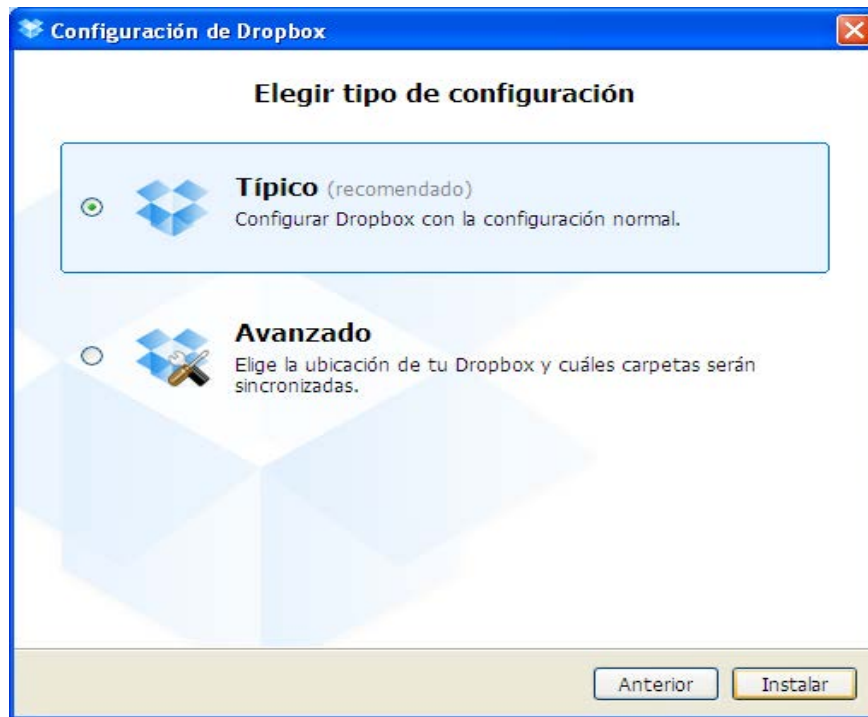 Configuración de Dropbox
Elegir tipo de configuración
Típico (recomendado)
Configurar Dropbox con la configuración normal.
Avanzado
Elige la ubicación de tu Dropbox y cuáles carpetas serán
sincronizadas.
Anterior
Instalar